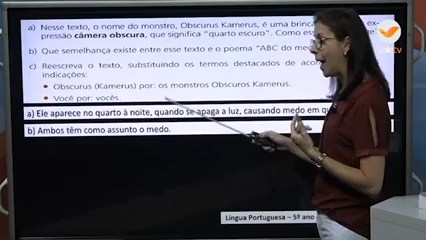 a) Nesse texto, o nome do monstro, Obscurus Kamerus, é uma brinca
pressão câmera obscura, que significa "quarto escuro". Como es
b) Que semelhança existe entre esse texto e o poema "ABC do me
c) Reescreva o texto, substituindo os termos destacados de aco
indicações:
• Obscurus (Kamerus) por: os monstros Obscuros Kamerus.
• Você por: vocês.
a) Ele aparece no quarto à noite, quando se apaga a luz, causando medo em qu
b) Ambos têm como assunto o medo.
Língua Portuguesa – 5º ano